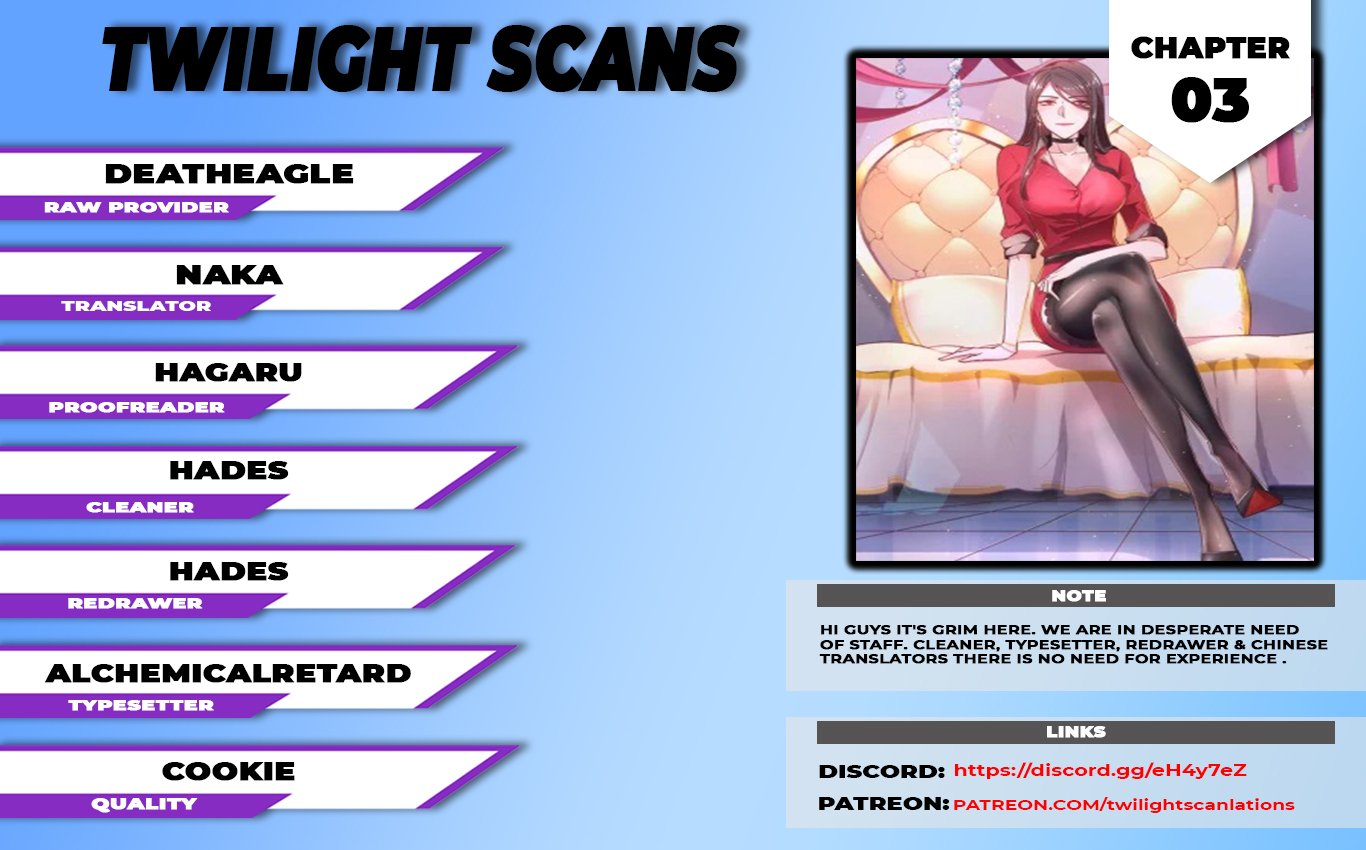 TWILIGHT SCANS
CHAPTER
03
DEATHEAGLE
RAW PROVIDER
NAKA
TRANSLATOR
HAGARU
PROOFREADER
HADES
CLEANER
HADES
REDRAWER
ALCHEMICALRETARD
TYPESETTER
COOKIE
QUALITY
NOTE
HI GUYS IT'S GRIM HERE. WE ARE IN DESPERATE NEED
OF STAFF. CLEANER, TYPESETTER, REDRAWER & CHINESE
TRANSLATORS THERE IS NO NEED FOR EXPERIENCE .
LINKS
DISCORD: https://discord.gg/eH4y7eZ
PATREON: PATREON.COM/twilightscanlations